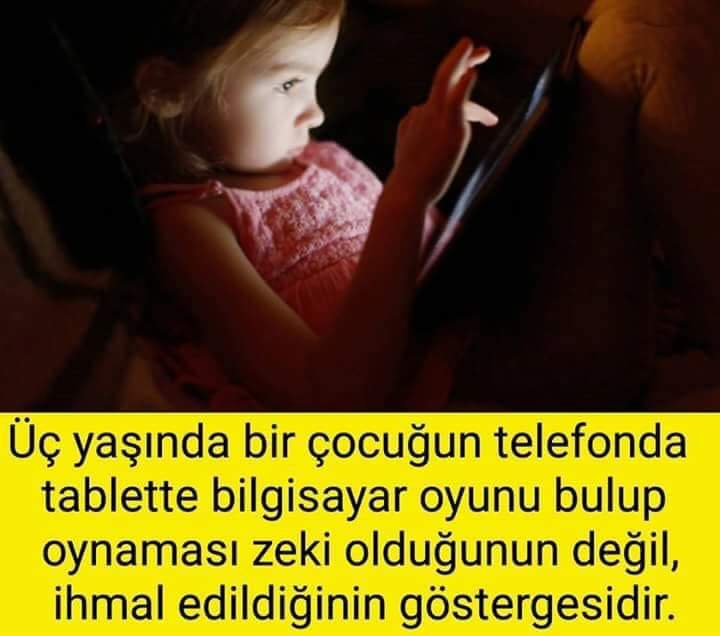 Üç yaşında bir çocuğun telefonda
tablette bilgisayar oyunu bulup
oynaması zeki olduğunun değil,
ihmal edildiğinin göstergesidir.